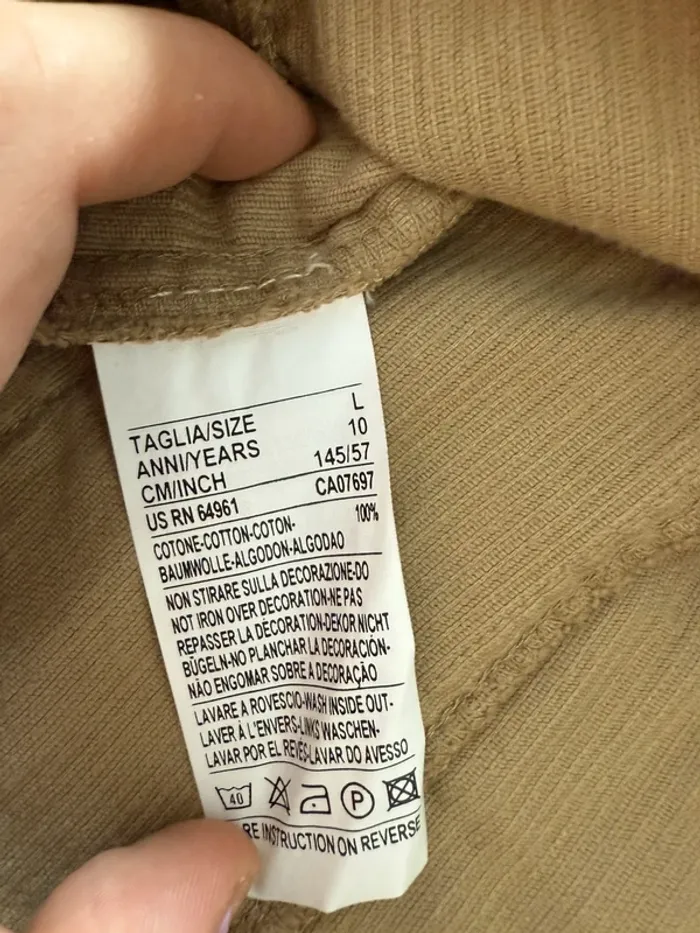 TAGLIA/SIZE L
ANNI/YEARS 10
CM/INCH 145/57
US RN 64961 CA07697
COTONE-COTTON-COTON- 100%
BAUMWOLLE-ALGODON-ALGODAO
NON STIRARE SULLA DECORAZIONE-DO
NOT IRON OVER DECORATION-NE PAS
REPASSER LA DÉCORATION-DEKOR NICHT
BÜGELN-NO PLANCHAR LA DECORACIÓN-
NÃO ENGOMAR SOBRE A DECORAÇÃO
LAVARE A ROVESCIO-WASH INSIDE OUT-
LAVER À L'ENVERS-LINKS WASCHEN-
LAVAR POR EL REVÉS-LAVAR DO AVESSO
40 P
RE INSTRUCTION ON REVERSE